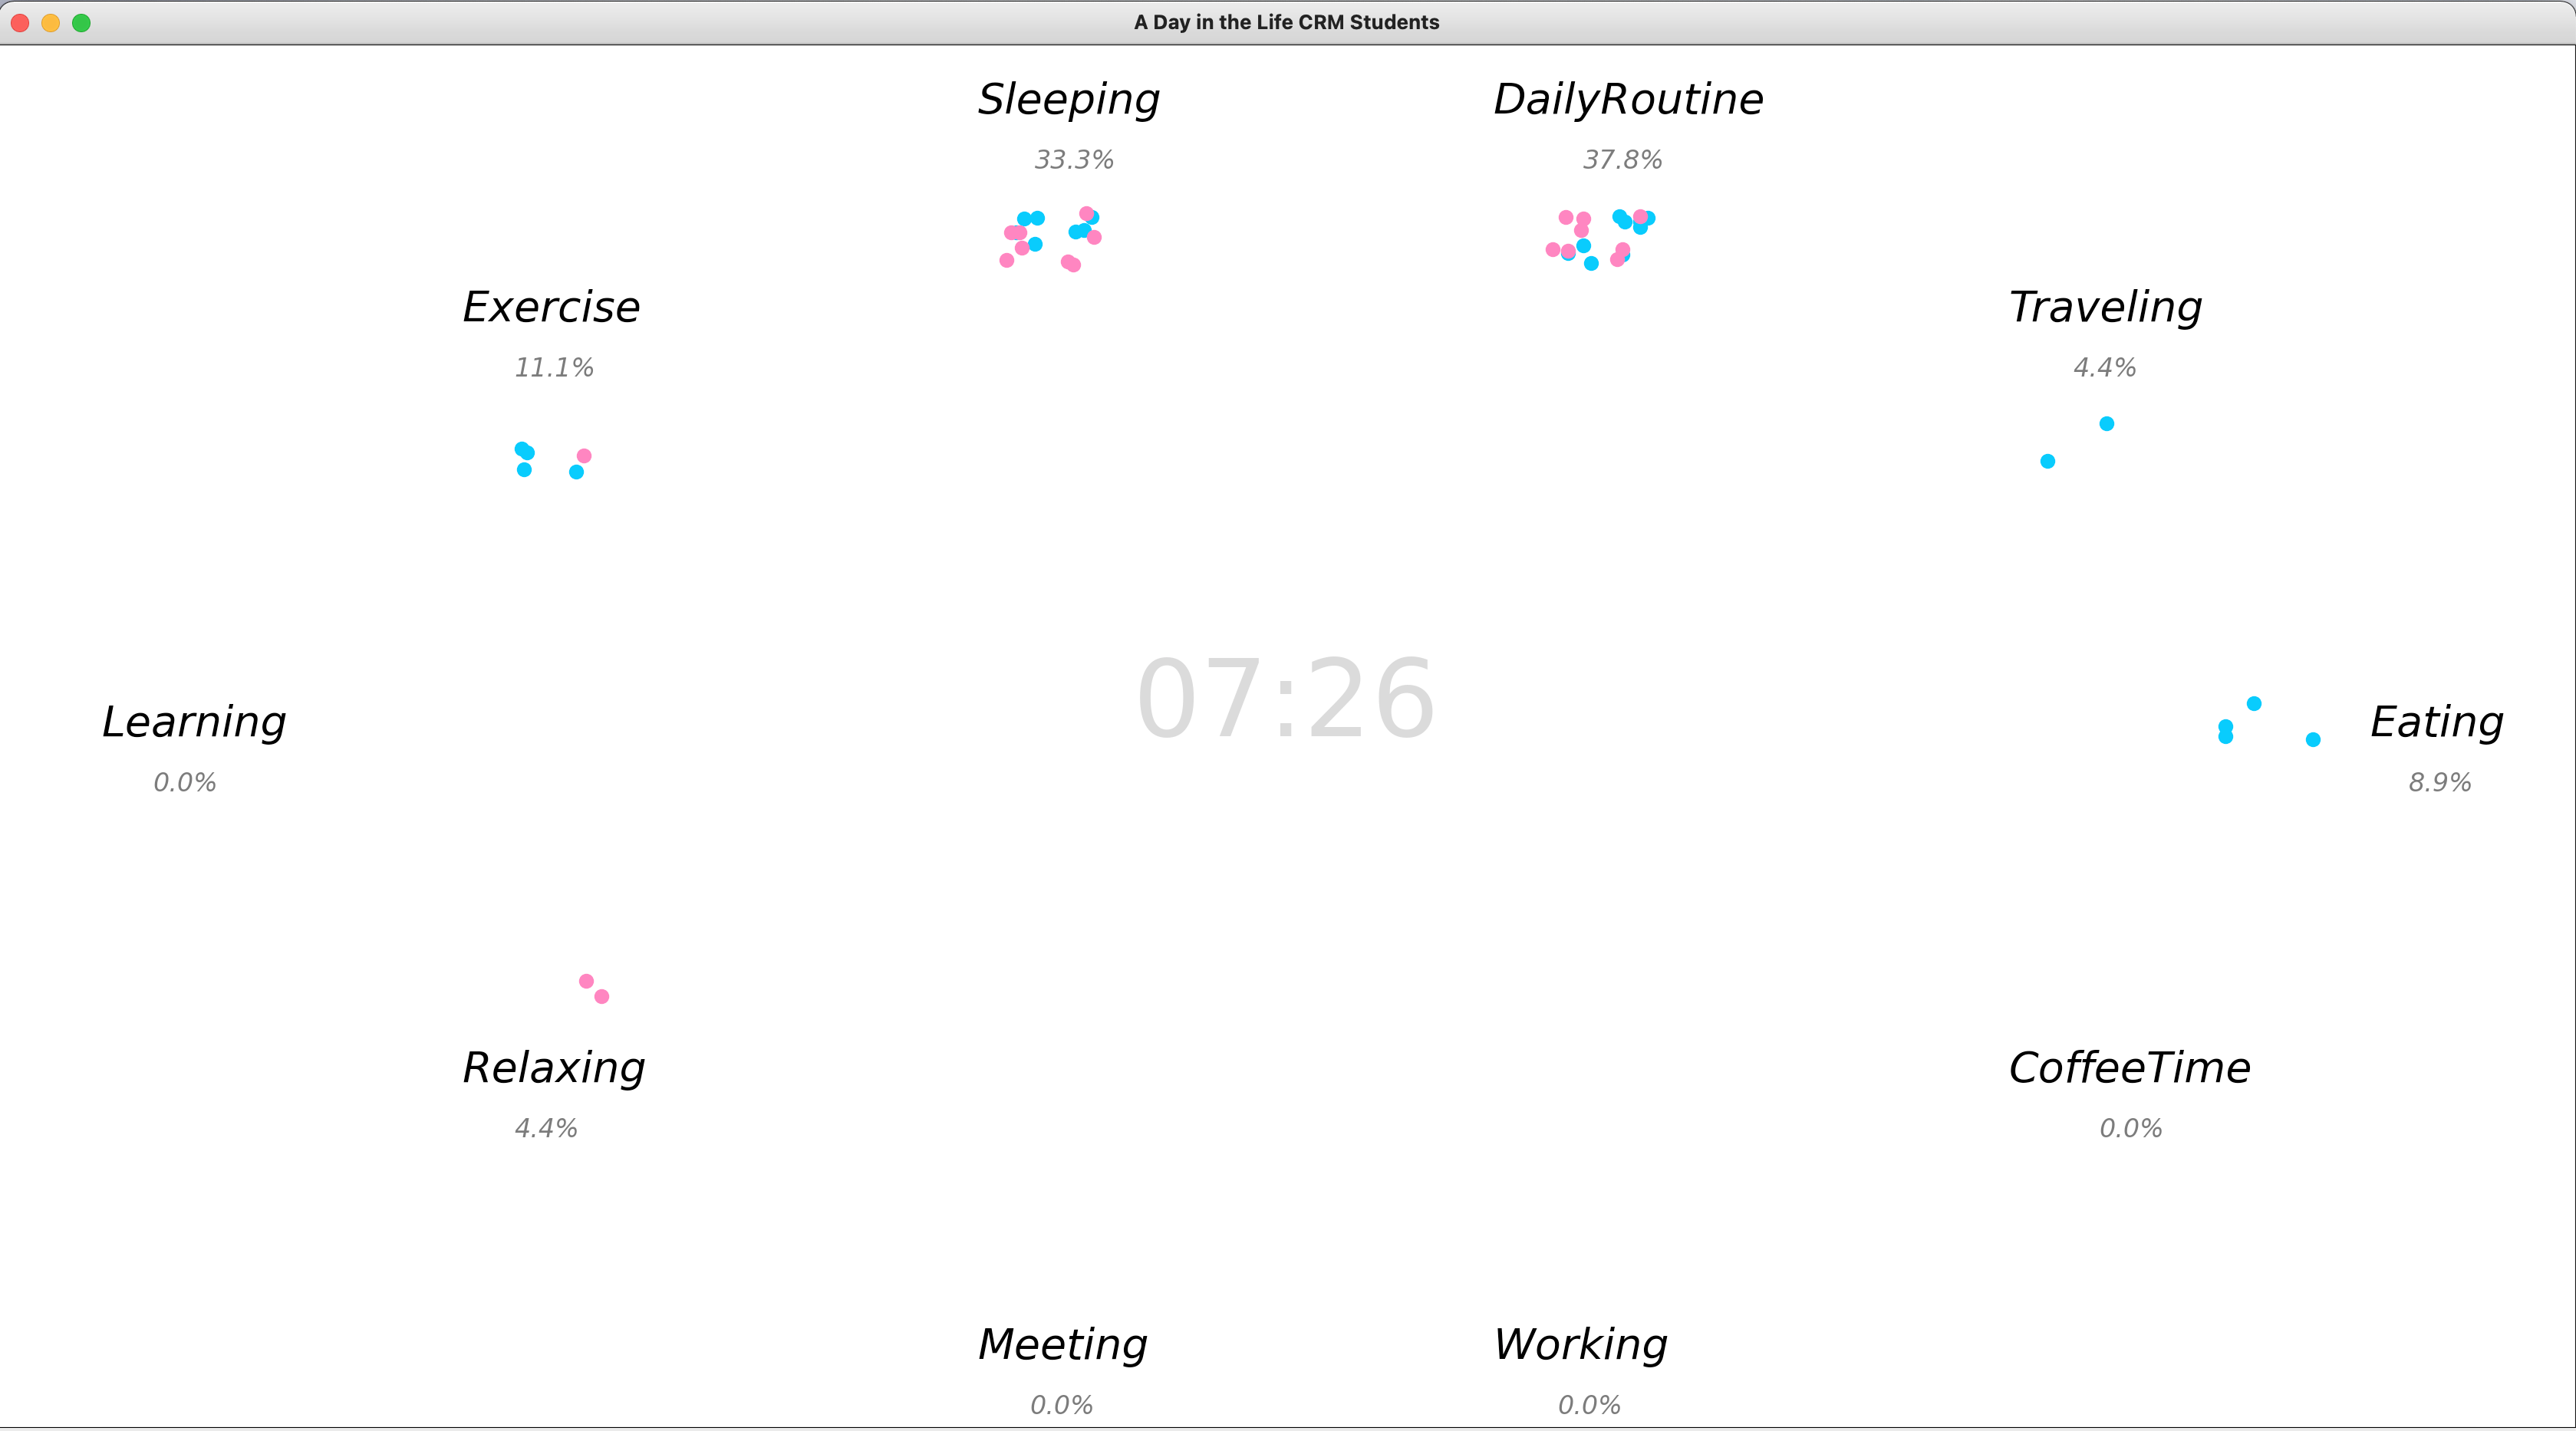 A Day in the Life CRM Students
Sleeping
33.3%
DailyRoutine
37.8%
Exercise
11.1%
Traveling
4.4%
07:26
Learning
0.0%
Eating
8.9%
Relaxing
4.4%
CoffeeTime
0.0%
Meeting
0.0%
Working
0.0%